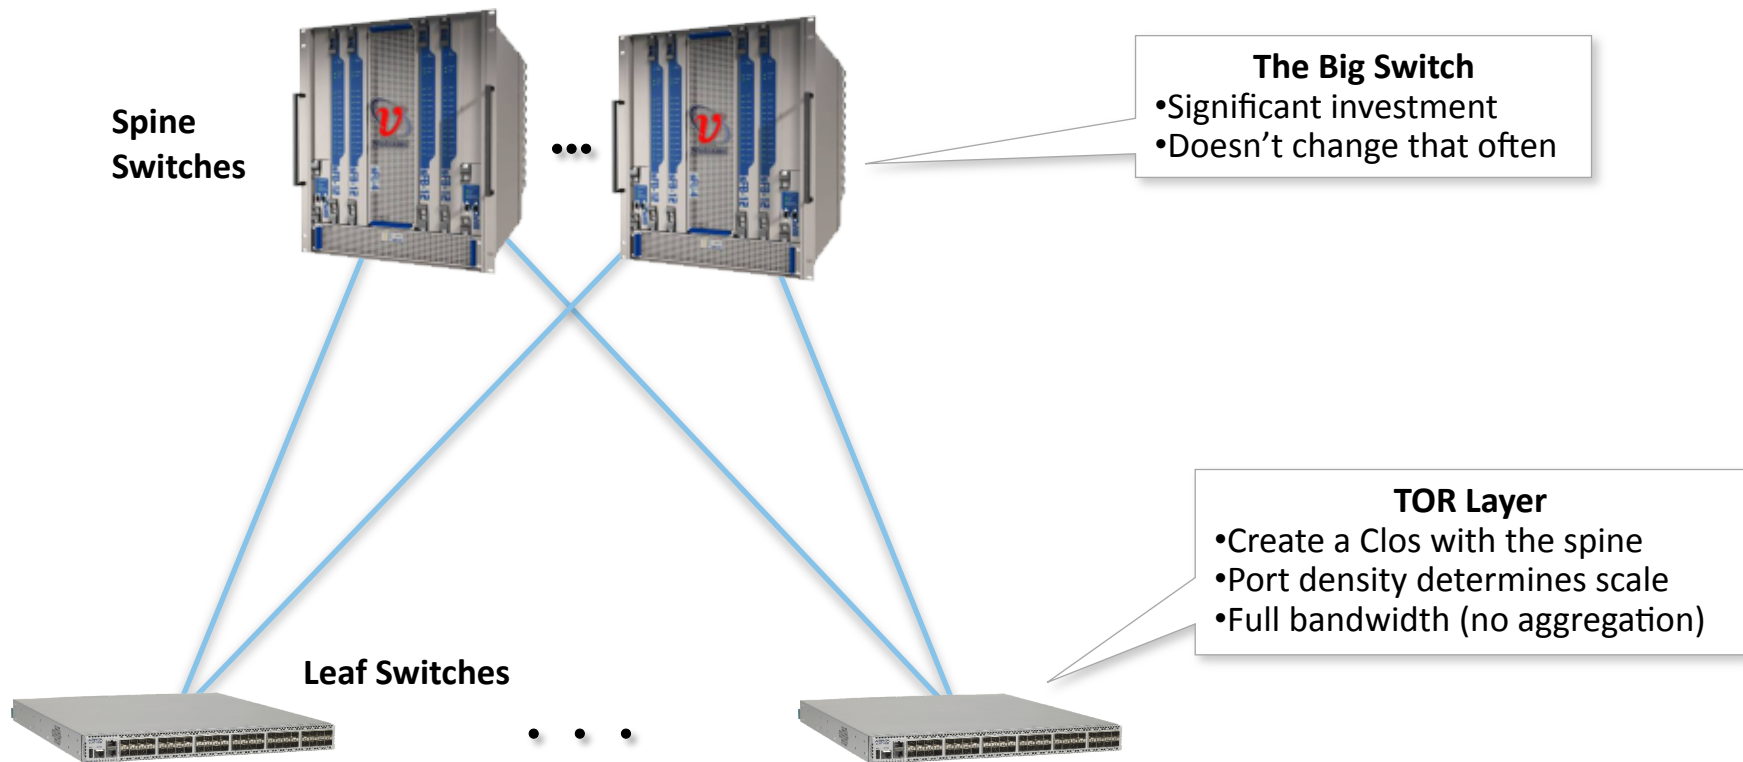 Spine
Switches
...
The Big Switch
•Significant investment
•Doesn’t change that often
TOR Layer
•Create a Clos with the spine
•Port density determines scale
•Full bandwidth (no aggregation)
Leaf Switches
. . .